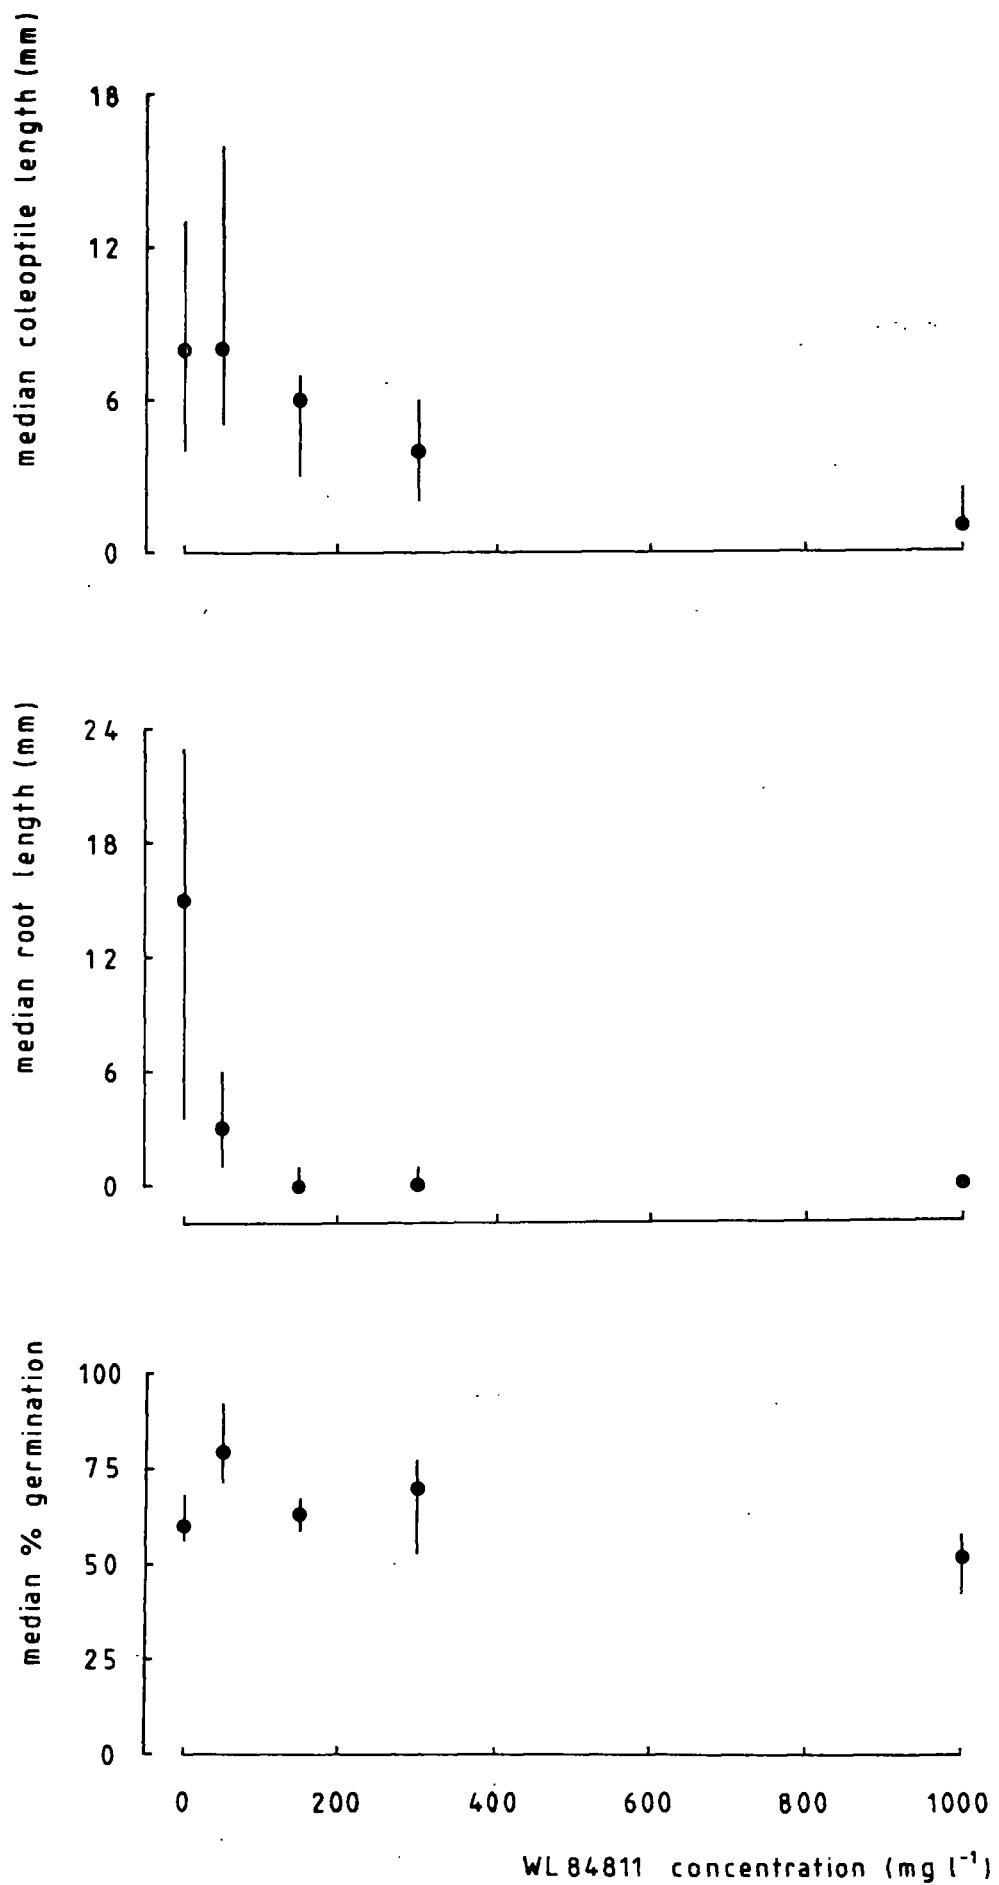 median coleoptile length (mm)
18
12
6
0
median root length (mm)
24
18
12
6
0
median % germination
100
75
50
25
0
0 200 400 600 800 1000
WL 84811 concentration (mg l⁻¹)